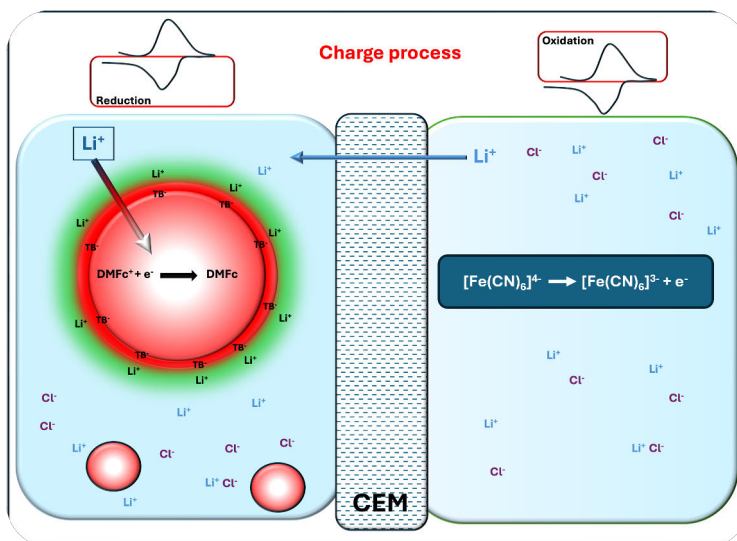 Charge process
Reduction
Oxidation
Li⁺
Li⁺
Li⁺
Li⁺
Li⁺
TB⁻
TB⁻
TB⁻
TB⁻
Li⁺
Li⁺
DMFc⁺ + e⁻ → DMFc
TB⁻
TB⁻
Li⁺
Li⁺
TB⁻
TB⁻
TB⁻
Li⁺
Li⁺
Li⁺
Cl⁻
Cl⁻
Li⁺
Li⁺
Li⁺
Cl⁻
Cl⁻
Cl⁻
Li⁺ Cl⁻
Li⁺
CEM
Cl⁻
Li⁺
Cl⁻
Cl⁻
Li⁺
Li⁺
Cl⁻
Li⁺
[Fe(CN)₆]⁴⁻ → [Fe(CN)₆]³⁻ + e⁻
Li⁺
Cl⁻
Li⁺
Cl⁻
Li⁺
Li⁺ Cl⁻
Cl⁻